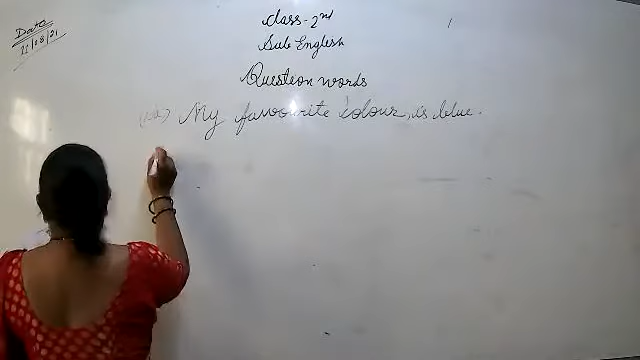 Date
11/08/21
Class-2nd
Sub English
Question words
(Q) My favourite colour, is blue.